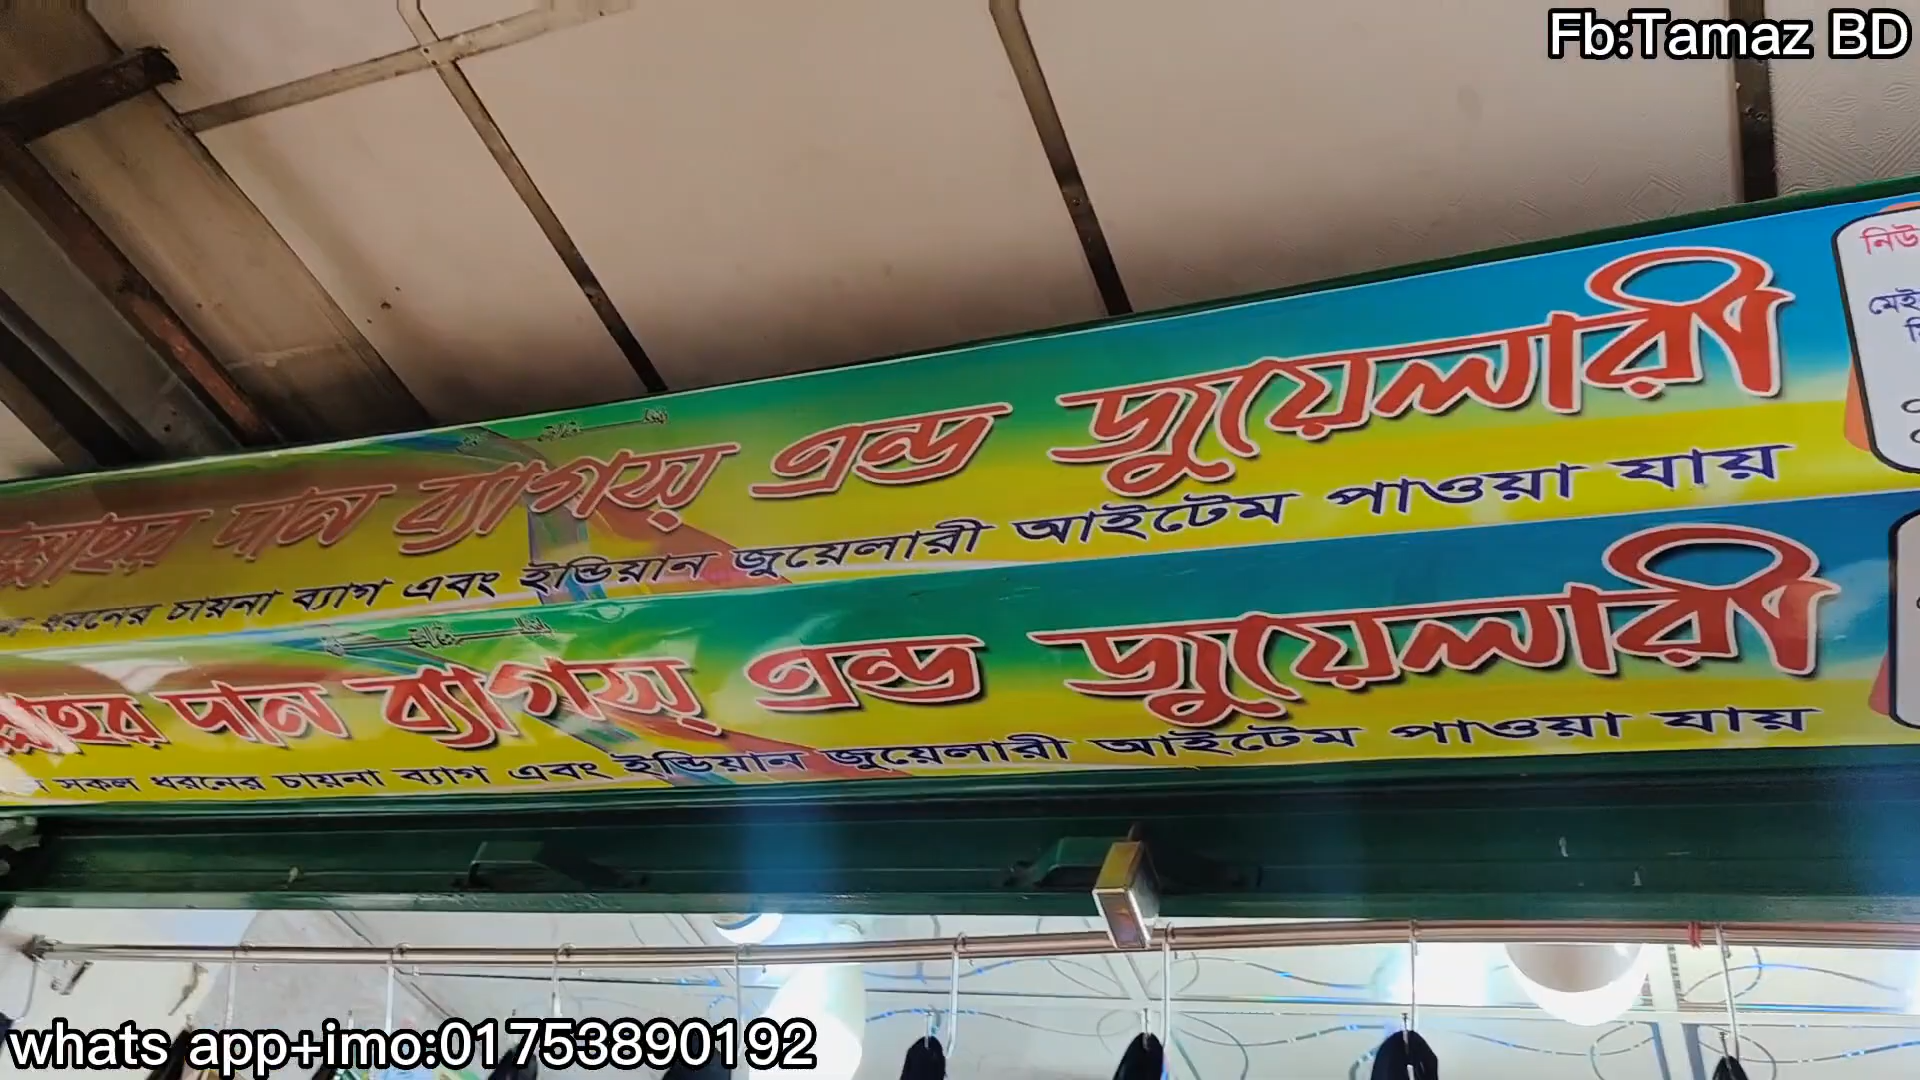 Fb:Tamaz BD
নিউ
দান ব্যাগস্ এন্ড জুয়েলারী
ধরনের চায়না ব্যাগ এবং ইন্ডিয়ান জুয়েলারী আইটেম পাওয়া যায়
দান ব্যাগস্ এন্ড জুয়েলারী
সকল ধরনের চায়না ব্যাগ এবং ইন্ডিয়ান জুয়েলারী আইটেম পাওয়া যায়
whats app+imo:01753890192